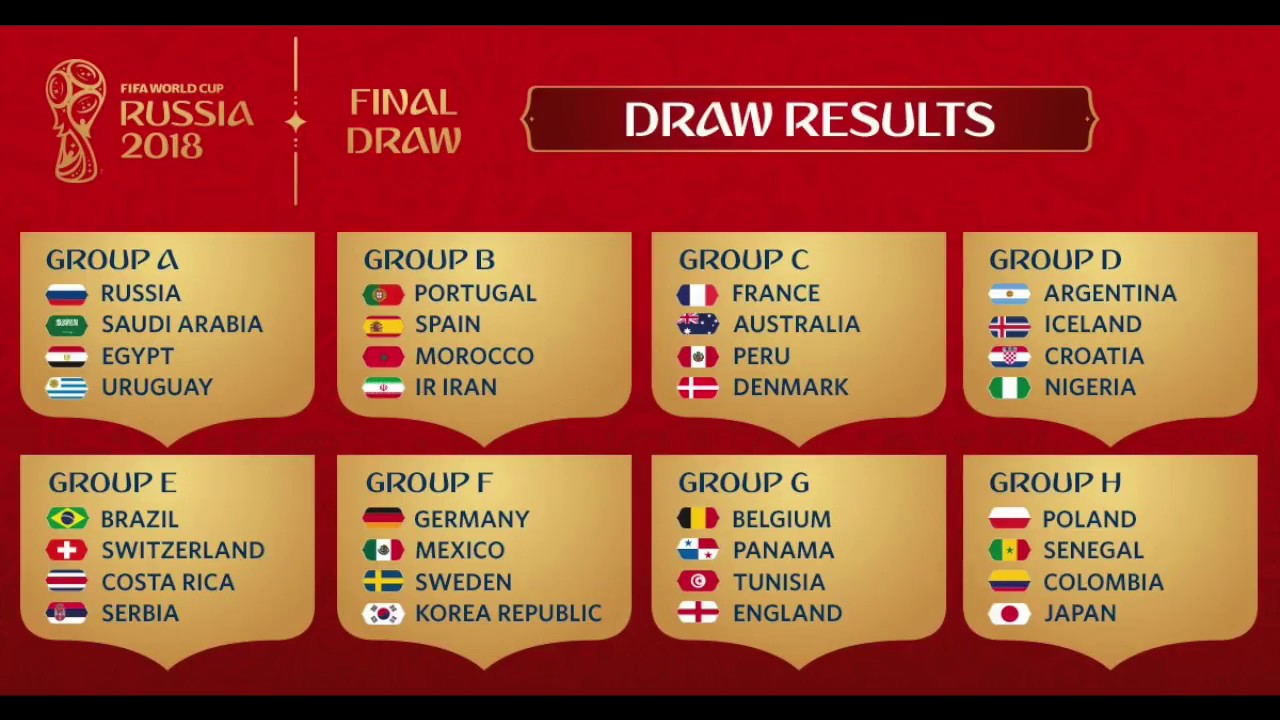 FIFA WORLD CUP
RUSSIA
2018
FINAL
DRAW
DRAW RESULTS
GROUP A
RUSSIA
SAUDI ARABIA
EGYPT
URUGUAY
GROUP B
PORTUGAL
SPAIN
MOROCCO
IR IRAN
GROUP C
FRANCE
AUSTRALIA
PERU
DENMARK
GROUP D
ARGENTINA
ICELAND
CROATIA
NIGERIA
GROUP E
BRAZIL
SWITZERLAND
COSTA RICA
SERBIA
GROUP F
GERMANY
MEXICO
SWEDEN
KOREA REPUBLIC
GROUP G
BELGIUM
PANAMA
TUNISIA
ENGLAND
GROUP H
POLAND
SENEGAL
COLOMBIA
JAPAN